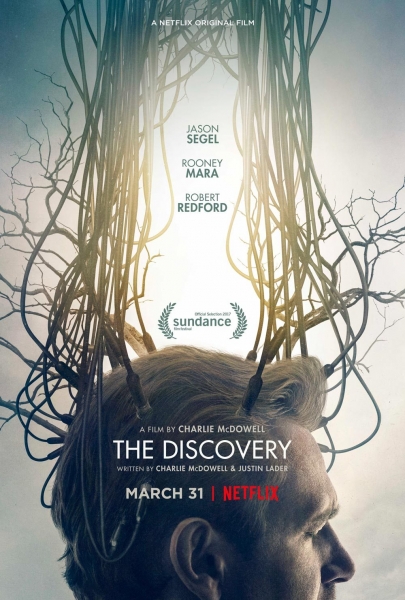 A NETFLIX ORIGINAL FILM
JASON
SEGEL
ROONEY
MARA
ROBERT
REDFORD
Official Selection 2017
sundance
film festival
A FILM BY CHARLIE McDOWELL
THE DISCOVERY
WRITTEN BY CHARLIE McDOWELL & JUSTIN LADER
MARCH 31 | NETFLIX